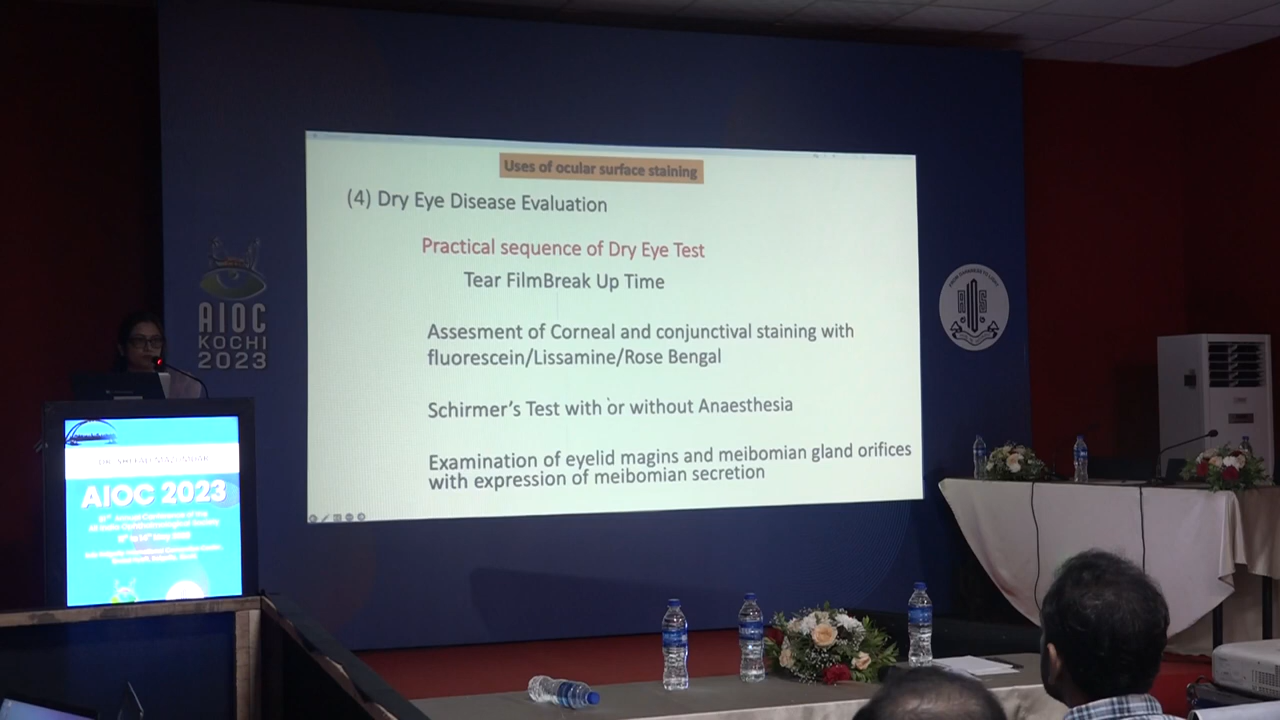 Uses of ocular surface staining
(4) Dry Eye Disease Evaluation
Practical sequence of Dry Eye Test
Tear FilmBreak Up Time
Assesment of Corneal and conjunctival staining with
fluorescein/Lissamine/Rose Bengal
Schirmer's Test with or without Anaesthesia
Examination of eyelid magins and meibomian gland orifices
with expression of meibomian secretion
AIOC
KOCHI
2023
AIOC 2023